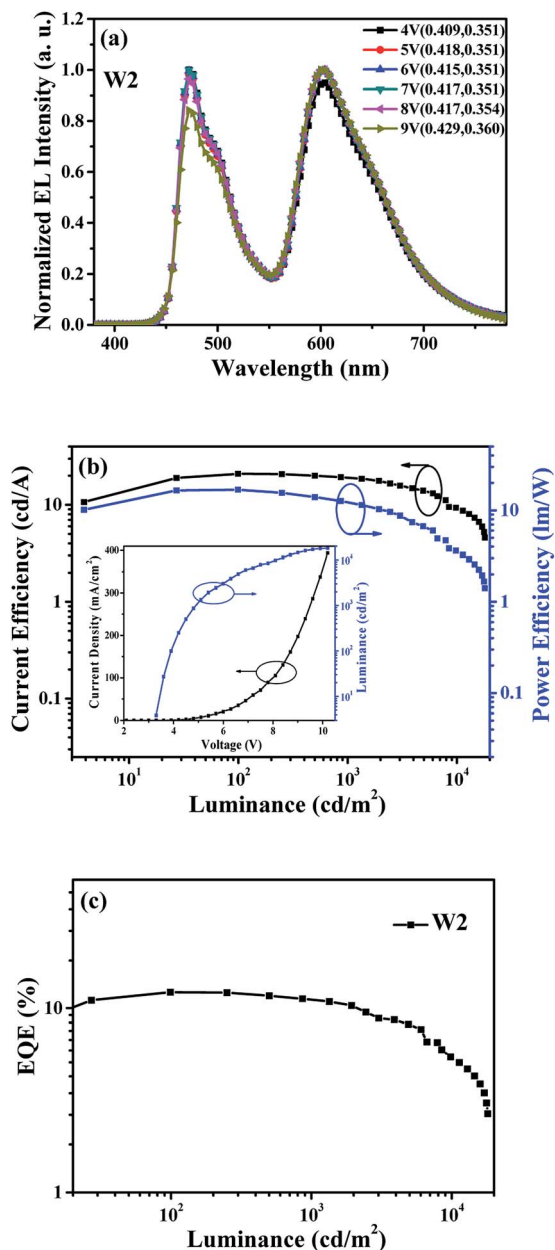 (a)
W2
4V(0.409,0.351)
5V(0.418,0.351)
6V(0.415,0.351)
7V(0.417,0.351)
8V(0.417,0.354)
9V(0.429,0.360)
Normalized EL Intensity (a. u.)
1.0
0.8
0.6
0.4
0.2
0.0
400 500 600 700
Wavelength (nm)
(b)
Current Efficiency (cd/A)
10
1
0.1
Power Efficiency (lm/W)
10
1
0.1
Current Density (mA/cm²)
400
300
200
100
0
Luminance (cd/m²)
10⁴
10³
10²
10¹
2 4 6 8 10
Voltage (V)
10¹ 10² 10³ 10⁴
Luminance (cd/m²)
(c)
W2
EQE (%)
10
1
10² 10³ 10⁴
Luminance (cd/m²)